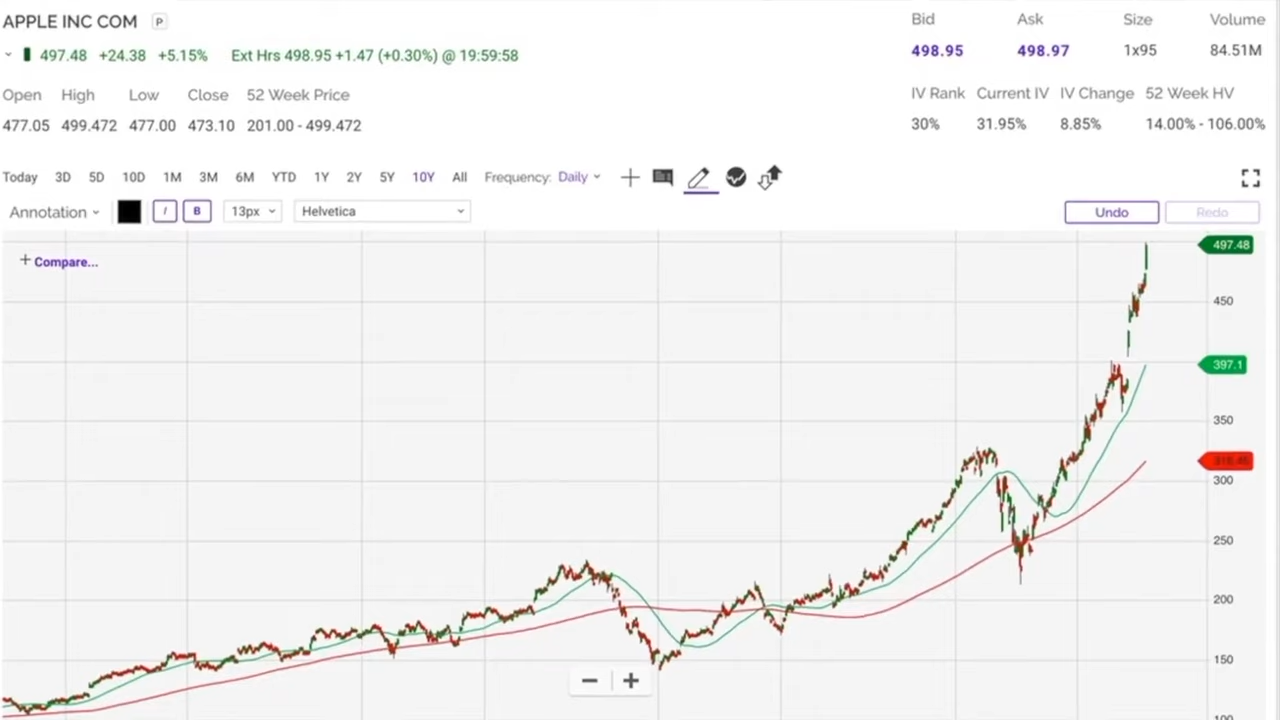 APPLE INC COM P
497.48 +24.38 +5.15% Ext Hrs 498.95 +1.47 (+0.30%) @ 19:59:58
Bid Ask Size Volume
498.95 498.97 1x95 84.51M
Open High Low Close 52 Week Price
477.05 499.472 477.00 473.10 201.00 - 499.472
IV Rank Current IV IV Change 52 Week HV
30% 31.95% 8.85% 14.00% - 106.00%
Today 3D 5D 10D 1M 3M 6M YTD 1Y 2Y 5Y 10Y All Frequency: Daily
Annotation I B 13px Helvetica Undo Redo
+ Compare...
497.48
450
397.1
350
300
250
200
150
100